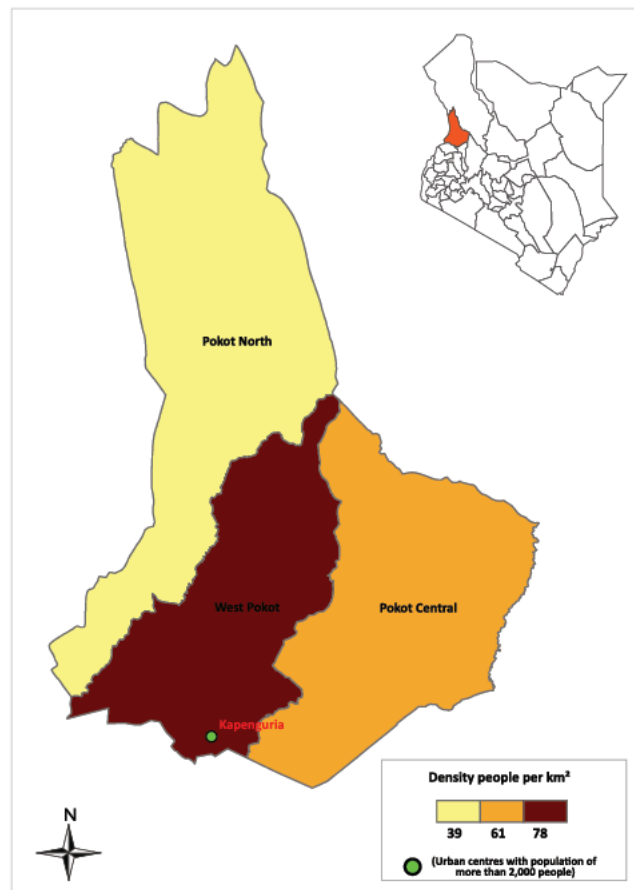 Pokot North
West Pokot
Pokot Central
Kapenguria
Density people per km²
39 61 78
(Urban centres with population of
more than 2,000 people)
N